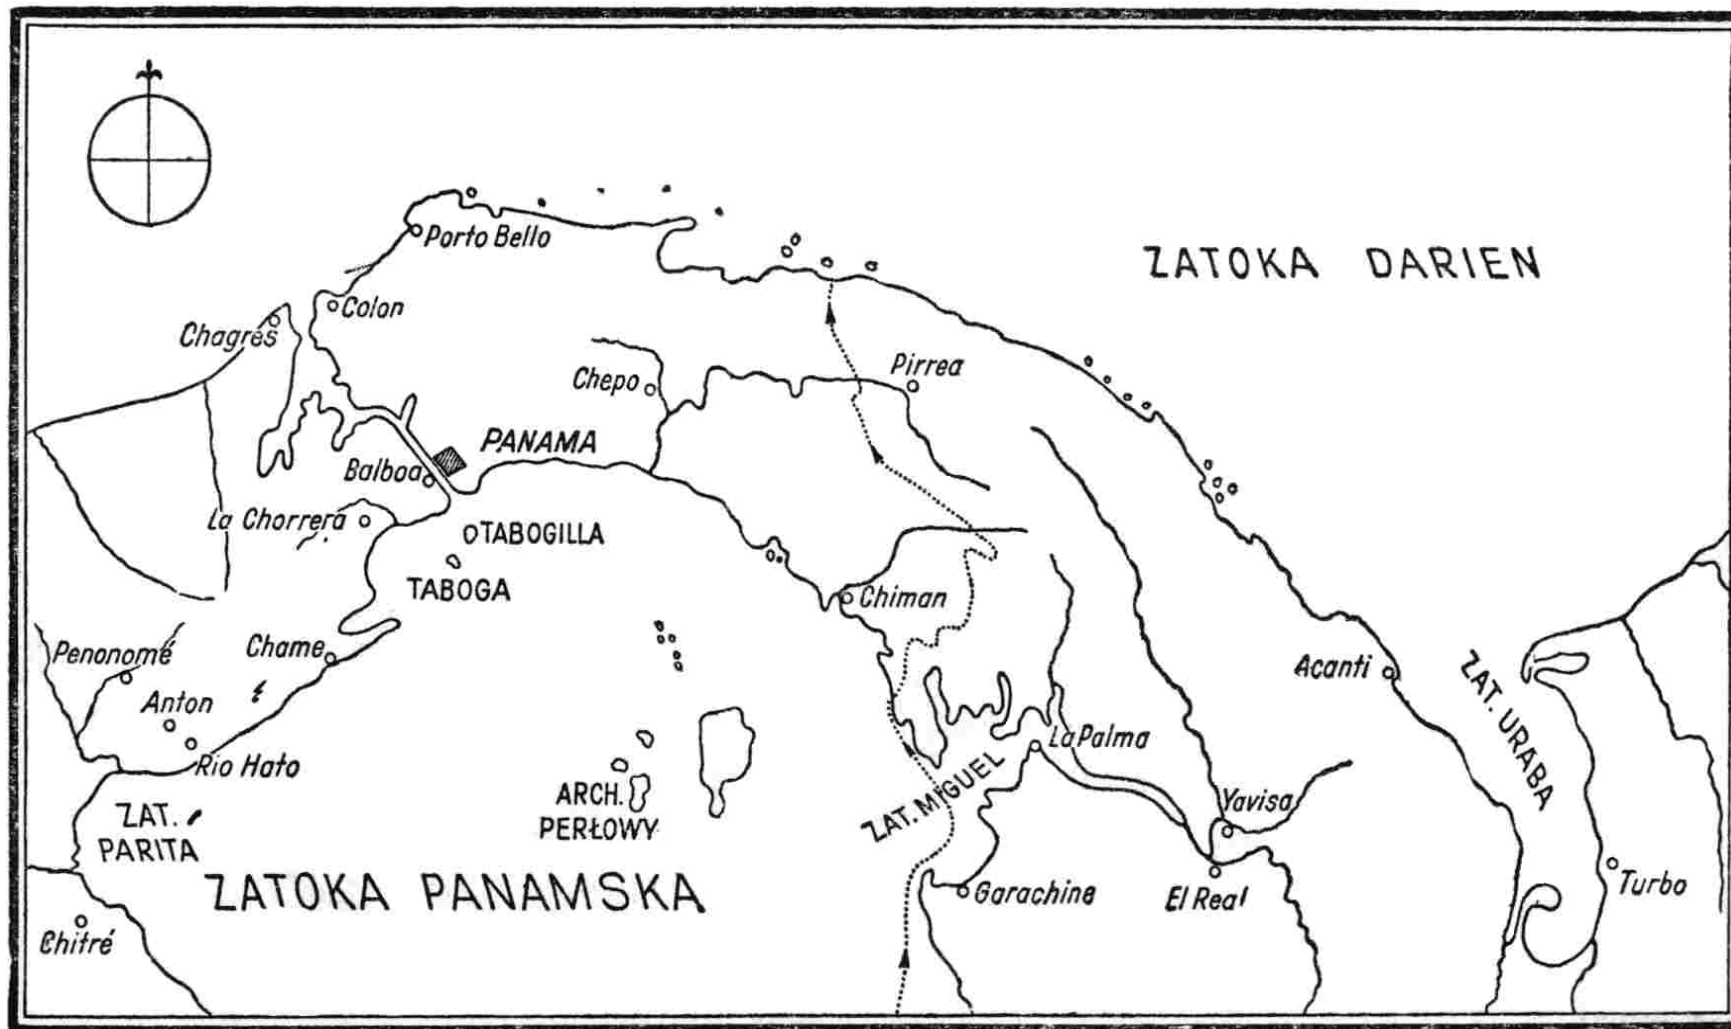 Porto Bello
ZATOKA DARIEN
Colon
Chagrès
Pirrea
Chepo
PANAMA
Balboa
La Chorrera
TABOGILLA
TABOGA
Chiman
Penonomé
Chame
Acanti
ZAT. URABA
Anton
Rio Hato
La Palma
ZAT. MIGUEL
ARCH.
PERŁOWY
Yavisa
ZAT.
PARITA
ZATOKA PANAMSKA
Garachine
El Real
Turbo
Chitré